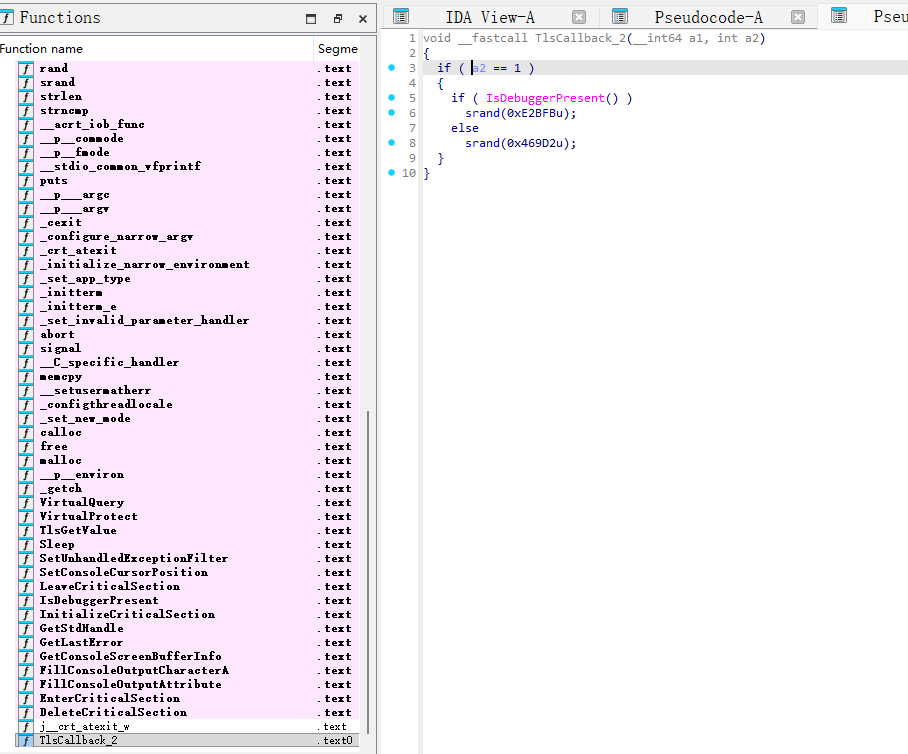 Functions
IDA View-A
Pseudocode-A
Pseu
Function name
Segme
rand .text
srand .text
strlen .text
strncmp .text
__acrt_iob_func .text
__p__commode .text
__p__fmode .text
__stdio_common_vfprintf .text
puts .text
__p___argc .text
__p___argv .text
_cexit .text
_configure_narrow_argv .text
_crt_atexit .text
_initialize_narrow_environment .text
_set_app_type .text
_initterm .text
_initterm_e .text
_set_invalid_parameter_handler .text
abort .text
signal .text
__C_specific_handler .text
memcpy .text
__setusermatherr .text
_configthreadlocale .text
_set_new_mode .text
calloc .text
free .text
malloc .text
__p__environ .text
_getch .text
VirtualQuery .text
VirtualProtect .text
TlsGetValue .text
Sleep .text
SetUnhandledExceptionFilter .text
SetConsoleCursorPosition .text
LeaveCriticalSection .text
IsDebuggerPresent .text
InitializeCriticalSection .text
GetStdHandle .text
GetLastError .text
GetConsoleScreenBufferInfo .text
FillConsoleOutputCharacterA .text
FillConsoleOutputAttribute .text
EnterCriticalSection .text
DeleteCriticalSection .text
j__crt_atexit_w .text
TlsCallback_2 .text0
1 void __fastcall TlsCallback_2(__int64 a1, int a2)
2 {
3 if ( a2 == 1 )
4 {
5 if ( IsDebuggerPresent() )
6 srand(0xE2BFBu);
7 else
8 srand(0x469D2u);
9 }
10 }